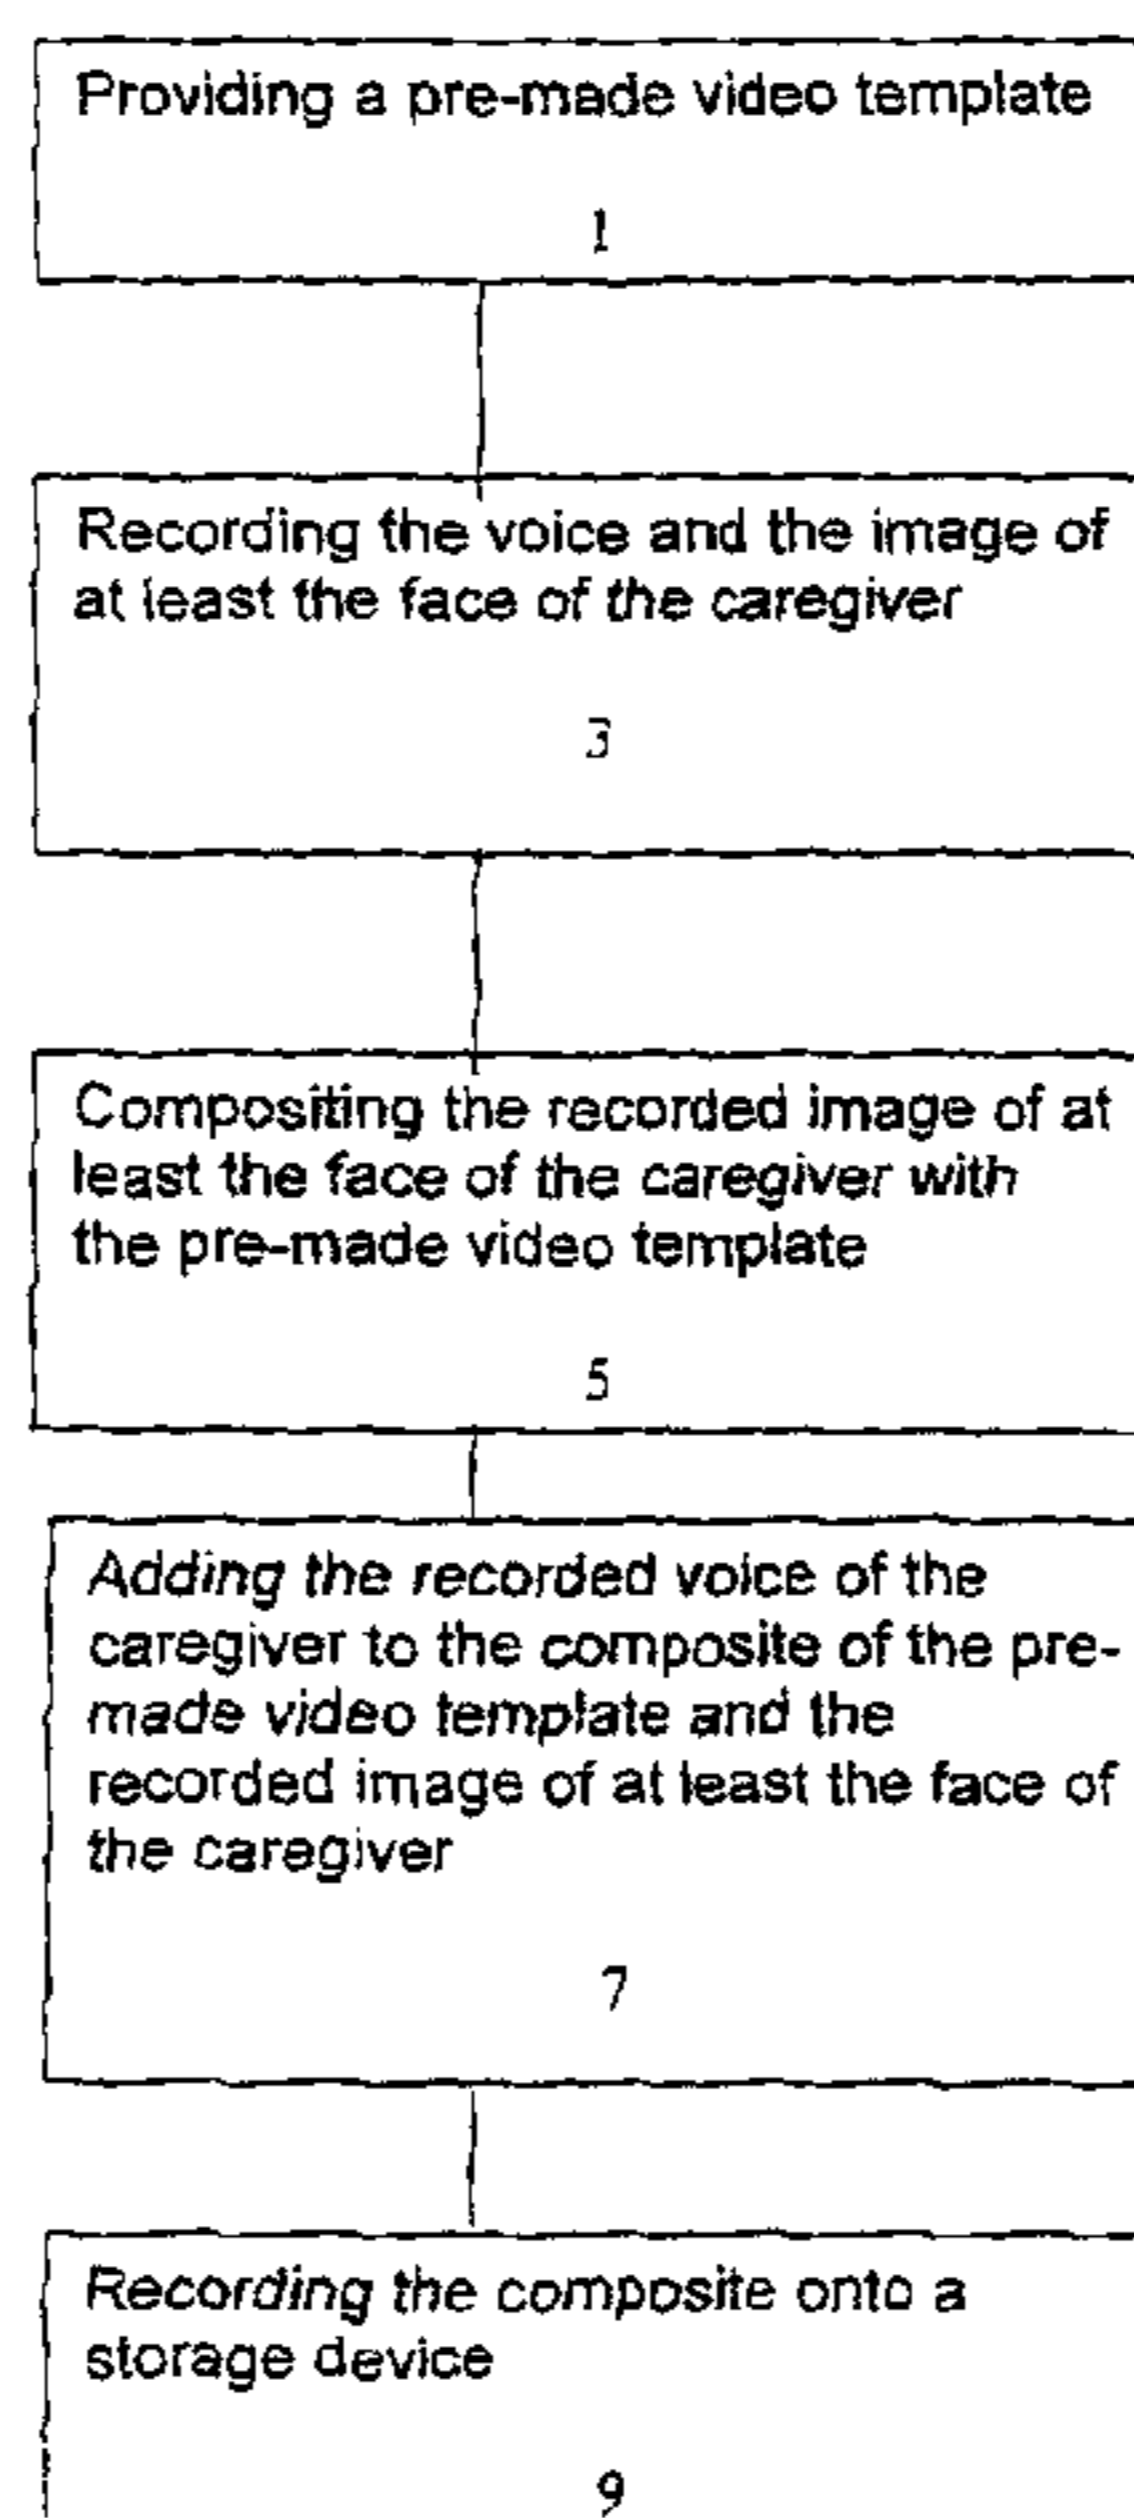 Providing a pre-made video template
1
Recording the voice and the image of
at least the face of the caregiver
3
Compositing the recorded image of at
least the face of the caregiver with
the pre-made video template
5
Adding the recorded voice of the
caregiver to the composite of the pre-
made video template and the
recorded image of at least the face of
the caregiver
7
Recording the composite onto a
storage device
9